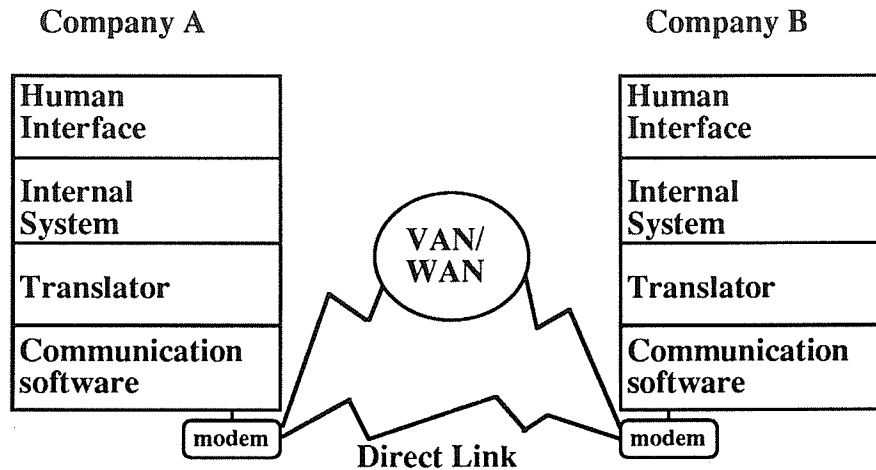 Company A
Company B
Human
Interface
Internal
System
Translator
Communication
software
modem
VAN/
WAN
Direct Link
Human
Interface
Internal
System
Translator
Communication
software
modem